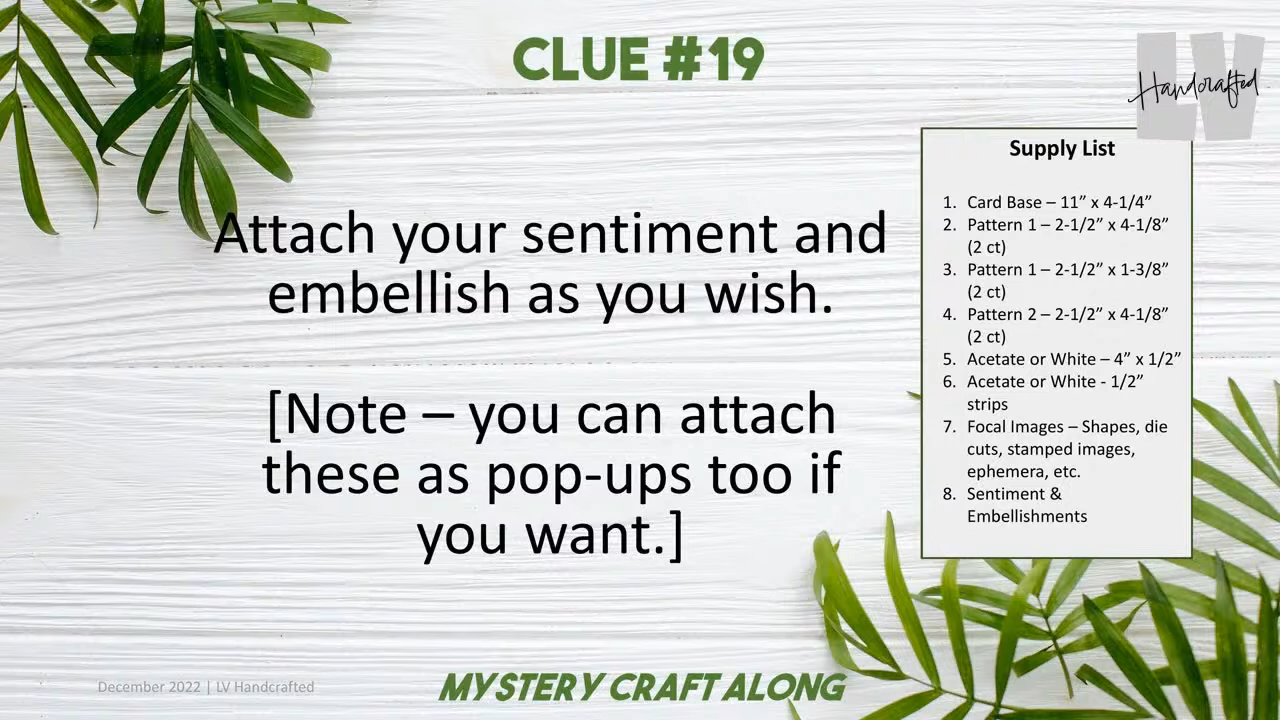 CLUE #19
Handcrafted
LV
Attach your sentiment and
embellish as you wish.
[Note – you can attach
these as pop-ups too if
you want.]
Supply List
1. Card Base – 11” x 4-1/4”
2. Pattern 1 – 2-1/2” x 4-1/8”
(2 ct)
3. Pattern 1 – 2-1/2” x 1-3/8”
(2 ct)
4. Pattern 2 – 2-1/2” x 4-1/8”
(2 ct)
5. Acetate or White – 4” x 1/2”
6. Acetate or White - 1/2”
strips
7. Focal Images – Shapes, die
cuts, stamped images,
ephemera, etc.
8. Sentiment &
Embellishments
December 2022 | LV Handcrafted
MYSTERY CRAFT ALONG